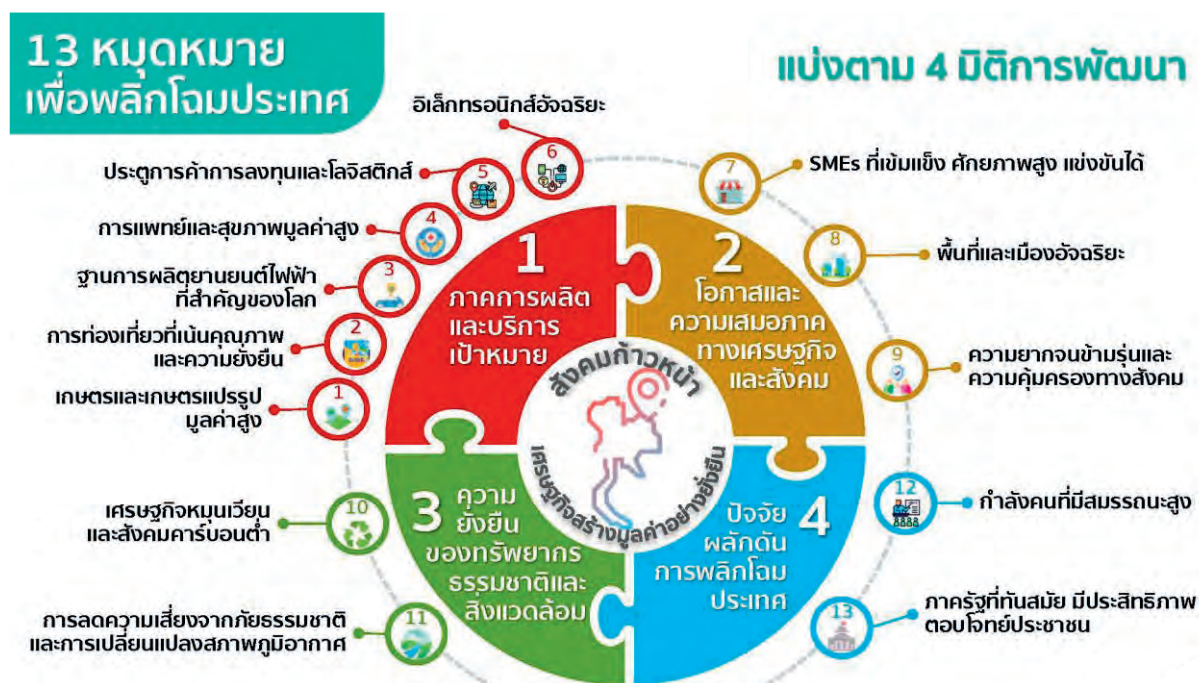 13 หมุดหมาย
เพื่อพลิกโฉมประเทศ
แบ่งตาม 4 มิติการพัฒนา
อิเล็กทรอนิกส์อัจฉริยะ
6
ประตูการค้าการลงทุนและโลจิสติกส์
5
การแพทย์และสุขภาพมูลค่าสูง
4
ฐานการผลิตยานยนต์ไฟฟ้า
ที่สำคัญของโลก
3
การท่องเที่ยวที่เน้นคุณภาพ
และความยั่งยืน
2
เกษตรและเกษตรแปรรูป
มูลค่าสูง
1
1
ภาคการผลิต
และบริการ
เป้าหมาย
7
SMEs ที่เข้มแข็ง ศักยภาพสูง แข่งขันได้
8
พื้นที่และเมืองอัจฉริยะ
9
ความยากจนข้ามรุ่นและ
ความคุ้มครองทางสังคม
2
โอกาสและ
ความเสมอภาค
ทางเศรษฐกิจ
และสังคม
สังคมก้าวหน้า
เศรษฐกิจสร้างมูลค่าอย่างยั่งยืน
เศรษฐกิจหมุนเวียน
และสังคมคาร์บอนต่ำ
10
การลดความเสี่ยงจากภัยธรรมชาติ
และการเปลี่ยนแปลงสภาพภูมิอากาศ
11
3 ความ
ยั่งยืน
ของทรัพยากร
ธรรมชาติและ
สิ่งแวดล้อม
ปัจจัย 4
ผลักดัน
การพลิกโฉม
ประเทศ
12
กำลังคนที่มีสมรรถนะสูง
13
ภาครัฐที่ทันสมัย มีประสิทธิภาพ
ตอบโจทย์ประชาชน